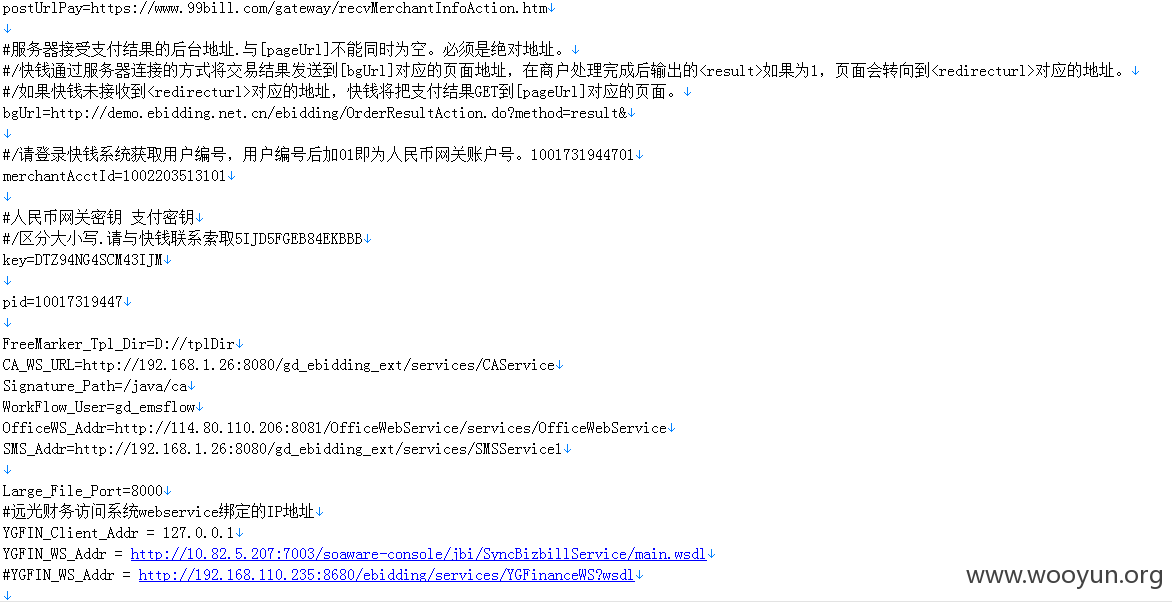 postUrlPay=https://www.99bill.com/gateway/recvMerchantInfoAction.htm↓
↓
#服务器接受支付结果的后台地址.与[pageUrl]不能同时为空。必须是绝对地址。↓
#/快钱通过服务器连接的方式将交易结果发送到[bgUrl]对应的页面地址，在商户处理完成后输出的<result>如果为1，页面会转向到<redirecturl>对应的地址。↓
#/如果快钱未接收到<redirecturl>对应的地址，快钱将把支付结果GET到[pageUrl]对应的页面。↓
bgUrl=http://demo.ebidding.net.cn/ebidding/OrderResultAction.do?method=result&↓
↓
#/请登录快钱系统获取用户编号，用户编号后加01即为人民币网关账户号。1001731944701↓
merchantAcctId=1002203513101↓
↓
#人民币网关密钥 支付密钥↓
#/区分大小写.请与快钱联系索取5IJD5FGEB84EKBBB↓
key=DTZ94NG4SCM43IJM↓
↓
pid=10017319447↓
↓
FreeMarker_Tpl_Dir=D://tplDir↓
CA_WS_URL=http://192.168.1.26:8080/gd_ebidding_ext/services/CAService↓
Signature_Path=/java/ca↓
WorkFlow_User=gd_emsflow↓
OfficeWS_Addr=http://114.80.110.206:8081/OfficeWebService/services/OfficeWebService↓
SMS_Addr=http://192.168.1.26:8080/gd_ebidding_ext/services/SMSService1↓
↓
Large_File_Port=8000↓
#远光财务访问系统webservice绑定的IP地址↓
YGFIN_Client_Addr = 127.0.0.1↓
YGFIN_WS_Addr = http://10.82.5.207:7003/soaware-console/jbi/SyncBizbillService/main.wsdl↓
#YGFIN_WS_Addr = http://192.168.110.235:8680/ebidding/services/YGFinanceWS?wsdl↓
↓
www.wooyun.org